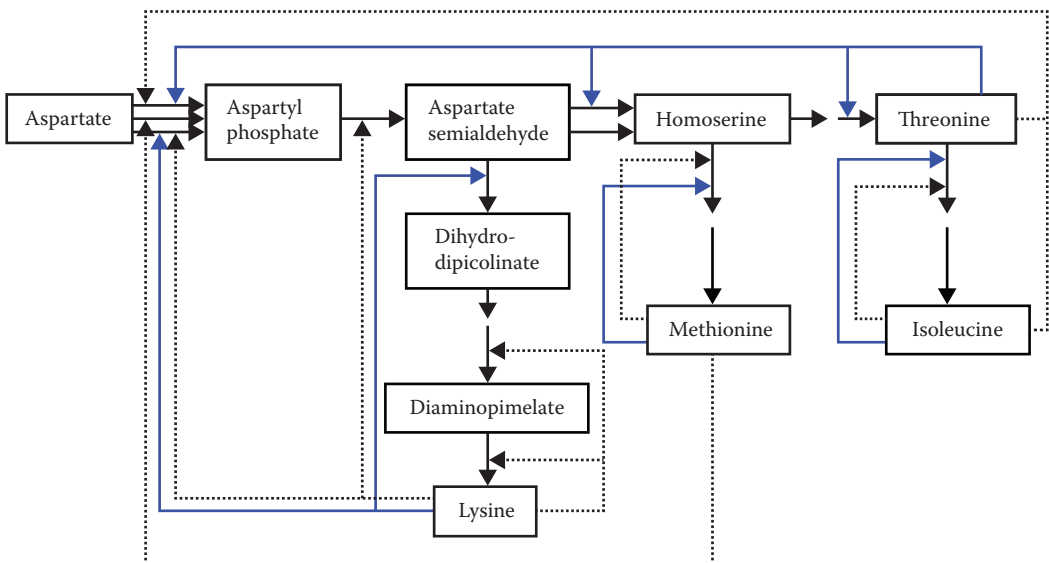 Aspartate
Aspartyl
phosphate
Aspartate
semialdehyde
Homoserine
Threonine
Dihydro-
dipicolinate
Methionine
Isoleucine
Diaminopimelate
Lysine